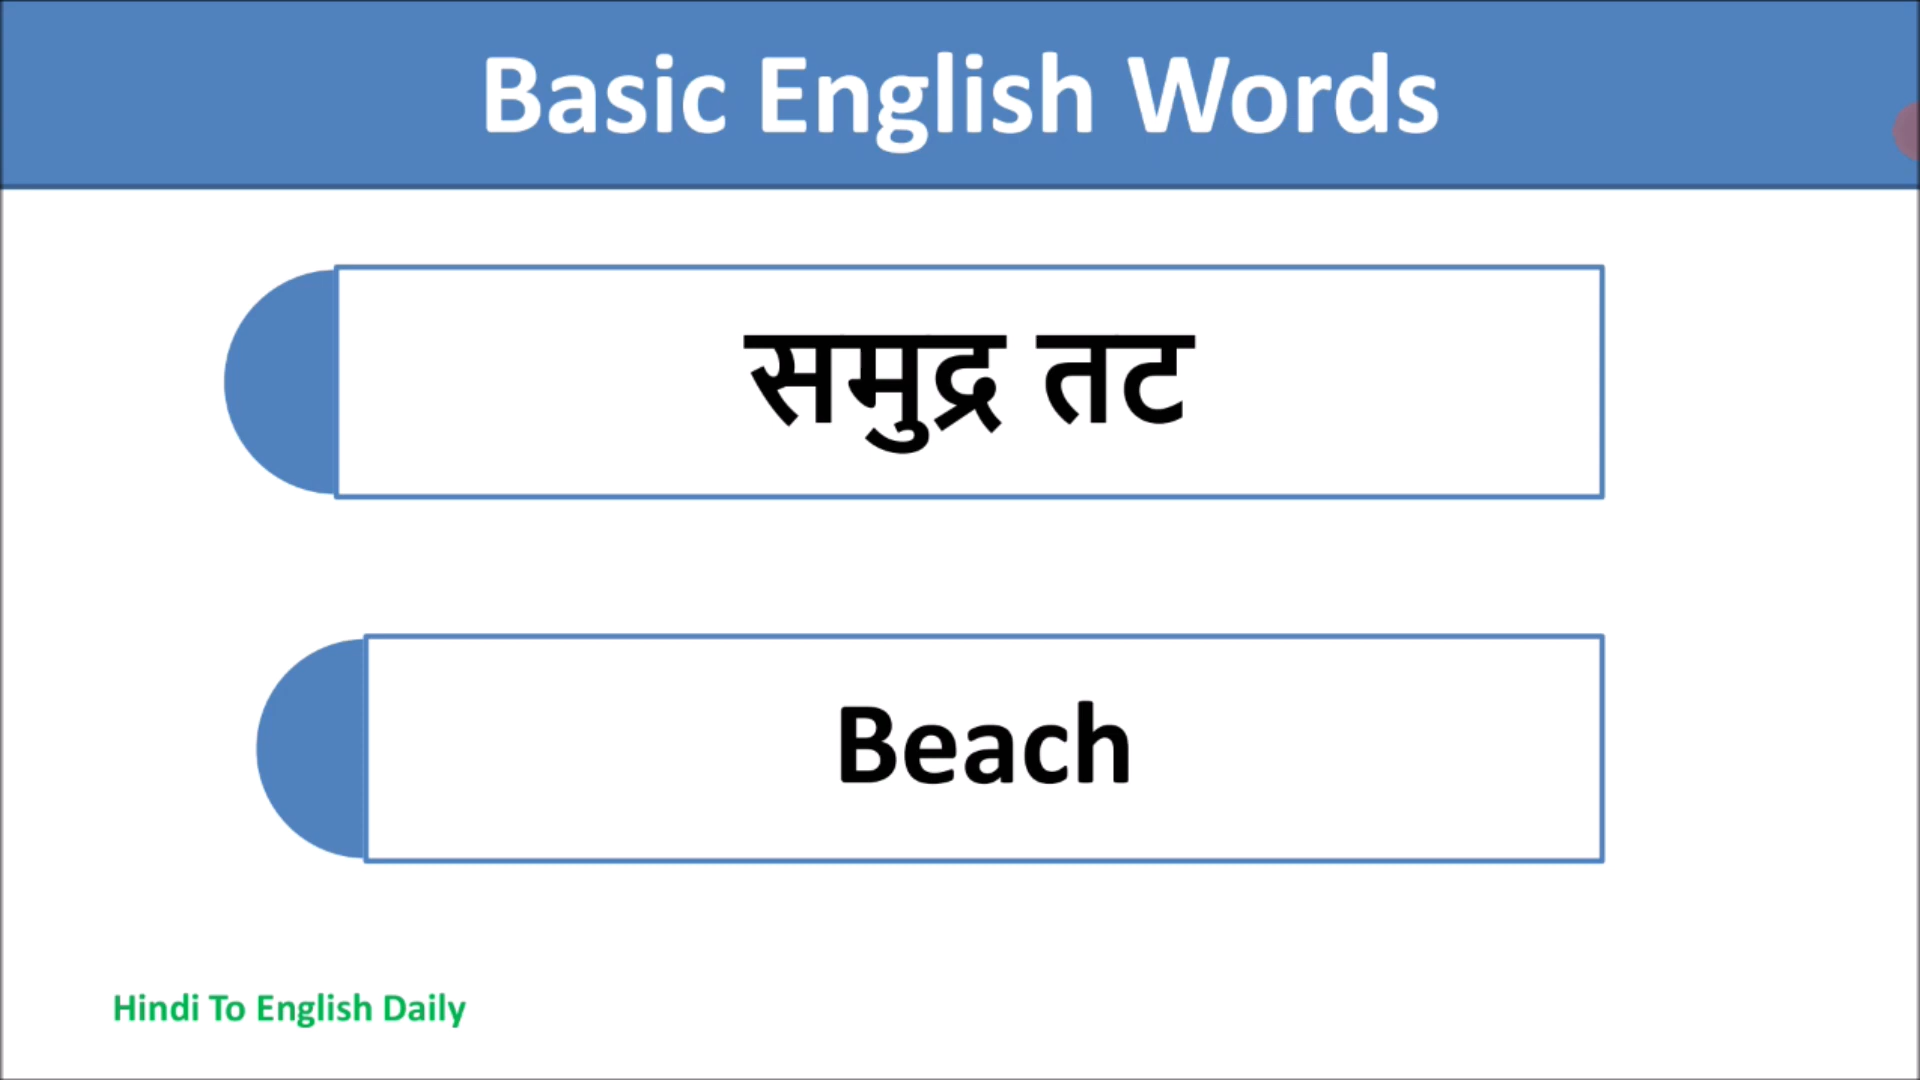 Basic English Words
समुद्र तट
Beach
Hindi To English Daily